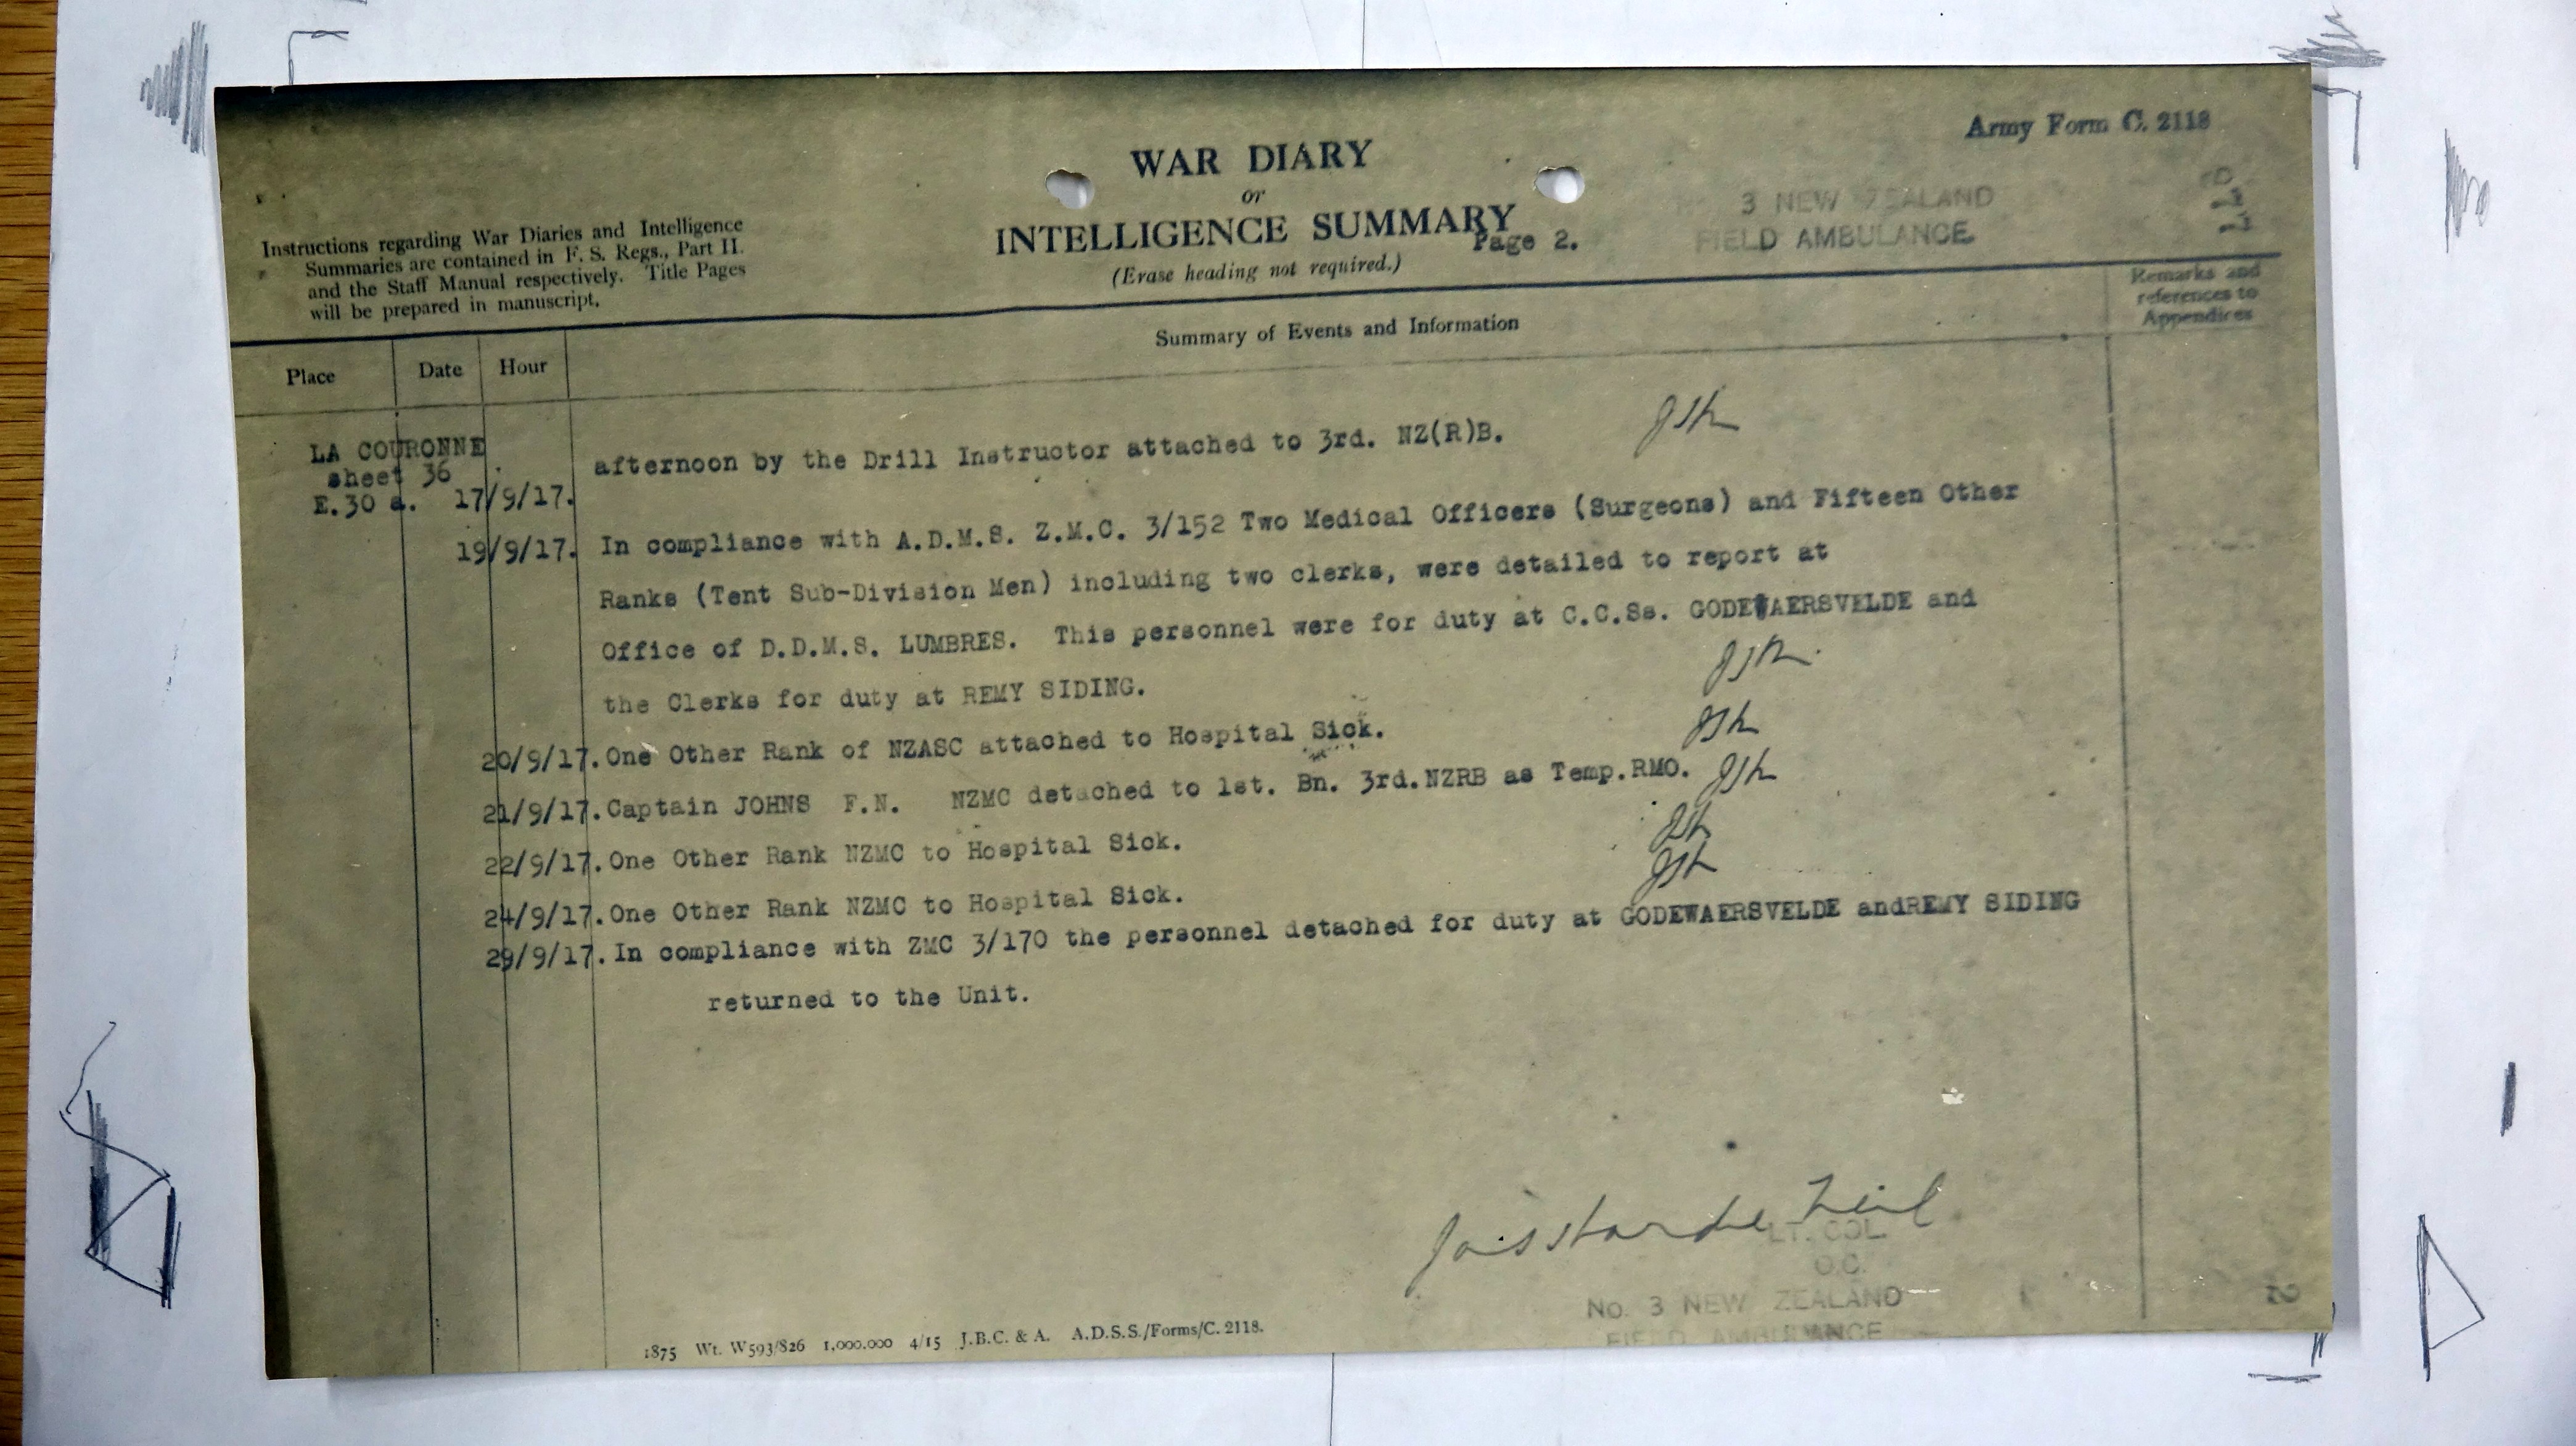 Army Form C. 2118
WAR DIARY
or
INTELLIGENCE SUMMARY
Page 2.
(Erase heading not required.)
3 NEW ZEALAND
FIELD AMBULANCE.
Instructions regarding War Diaries and Intelligence
Summaries are contained in F. S. Regs., Part II.
and the Staff Manual respectively. Title Pages
will be prepared in manuscript.
Remarks and
references to
Appendices
Summary of Events and Information
Place Date Hour
LA COURONNE
sheet 36
E.30 a. 17/9/17.
afternoon by the Drill Instructor attached to 3rd. NZ(R)B.
19/9/17. In compliance with A.D.M.S. Z.M.C. 3/152 Two Medical Officers (Surgeons) and Fifteen Other
Ranks (Tent Sub-Division Men) including two clerks, were detailed to report at
Office of D.D.M.S. LUMBRES. This personnel were for duty at C.C.Ss. GODEWAERSVELDE and
the Clerks for duty at REMY SIDING.
20/9/17. One Other Rank of NZASC attached to Hospital Sick.
21/9/17. Captain JOHNS F.N. NZMC detached to 1st. Bn. 3rd.NZRB as Temp.RMO.
22/9/17. One Other Rank NZMC to Hospital Sick.
24/9/17. One Other Rank NZMC to Hospital Sick.
29/9/17. In compliance with ZMC 3/170 the personnel detached for duty at GODEWAERSVELDE andREMY SIDING
returned to the Unit.
LT. COL.
O.C.
No. 3 NEW ZEALAND
FIELD AMBULANCE
1875 Wt. W593/826 1,000,000 4/15 J.B.C. & A. A.D.S.S./Forms/C. 2118.